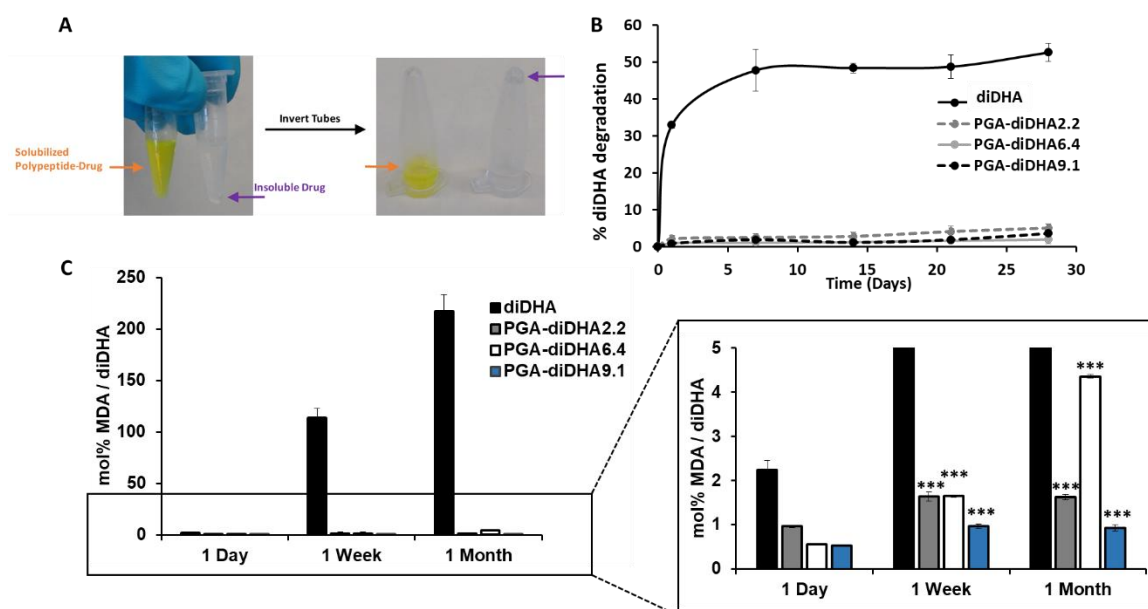 A
Solubilized
Polypeptide-Drug
Insoluble Drug
Invert Tubes
B
% diDHA degradation
60
50
40
30
20
10
0
0
5
10
15
20
25
30
Time (Days)
diDHA
PGA-diDHA2.2
PGA-diDHA6.4
PGA-diDHA9.1
C
mol% MDA / diDHA
250
200
150
100
50
0
1 Day
1 Week
1 Month
diDHA
PGA-diDHA2.2
PGA-diDHA6.4
PGA-diDHA9.1
mol% MDA / diDHA
5
4
3
2
1
0
***
***
***
***
***
***
1 Day
1 Week
1 Month